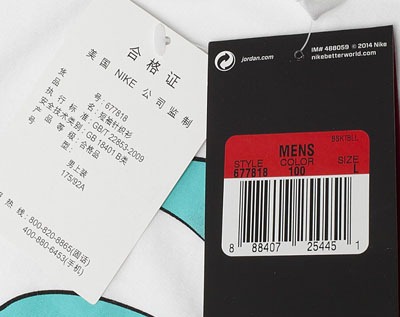 合格证
美国 NIKE 公司监制
货号: 677818
品名: 短袖针织衫
执行标准: GB/T 22853-2009
安全技术类别: GB 18401 B类
产品等级: 合格品
型: 男上装
175/92A
热线: 800-820-8865(固话)
400-880-6453(手机)
jordan.com
IM# 488059 © 2014 Nike
nikebetterworld.com
BSKTBLL
MENS
STYLE COLOR SIZE
677818 100 L
8 88407 25445 1